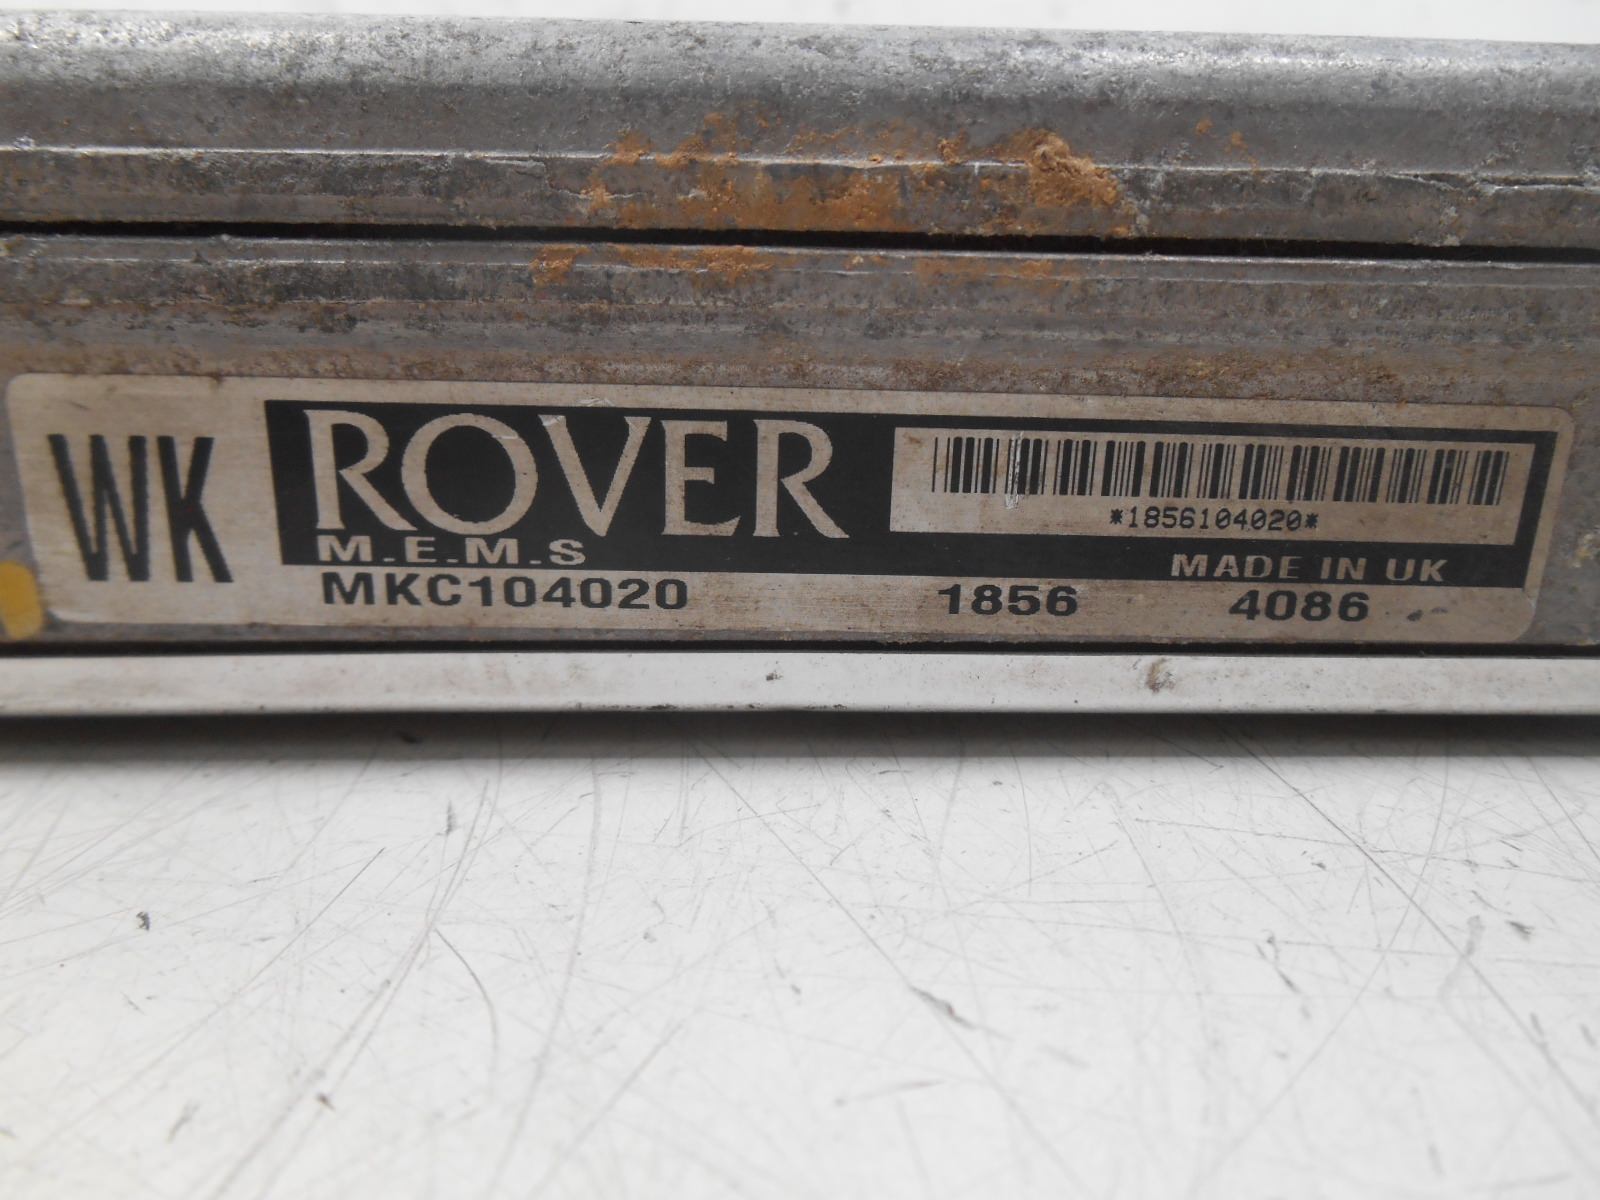 WK
ROVER
M.E.M.S
*1856104020*
MADE IN UK
MKC104020 1856 4086